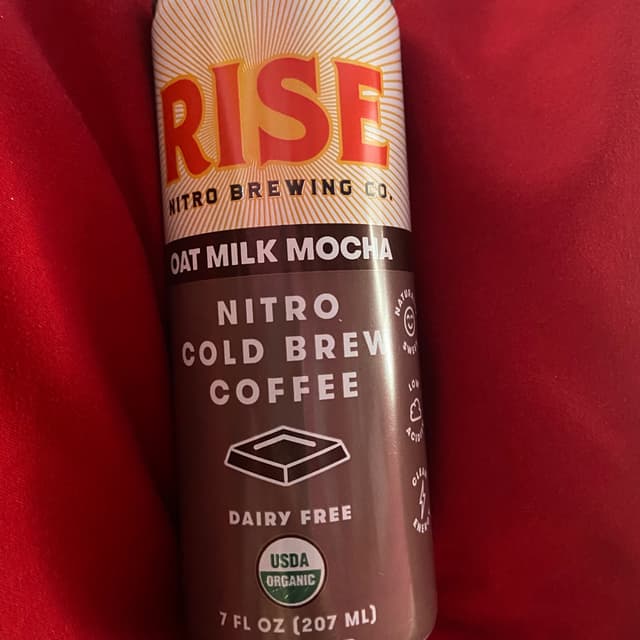 RISE
NITRO BREWING CO.
OAT MILK MOCHA
NITRO
COLD BREW
COFFEE
DAIRY FREE
USDA
ORGANIC
7 FL OZ (207 ML)
LOW